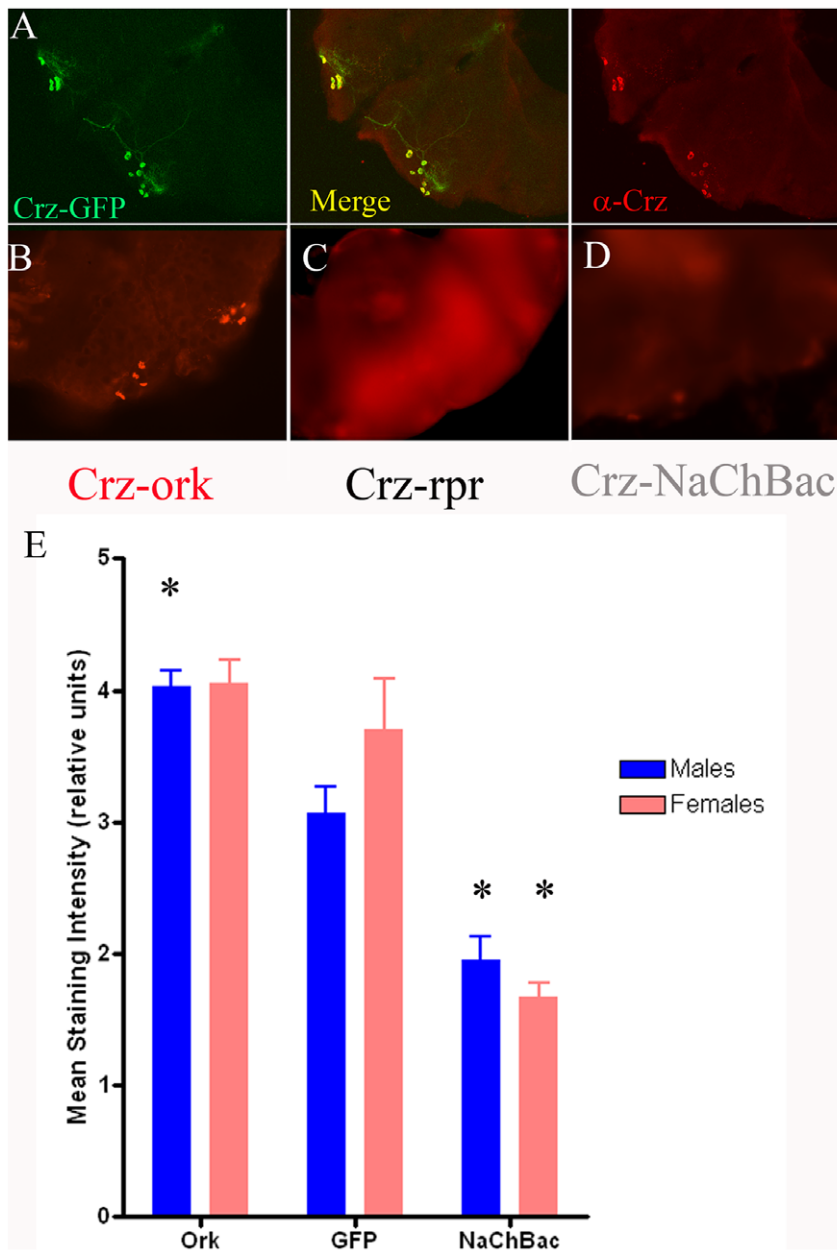 A
Crz-GFP
Merge
α-Crz
B
C
D
Crz-ork
Crz-rpr
Crz-NaChBac
E
Mean Staining Intensity (relative units)
5
4
3
2
1
0
*
*
*
Males
Females
Ork
GFP
NaChBac